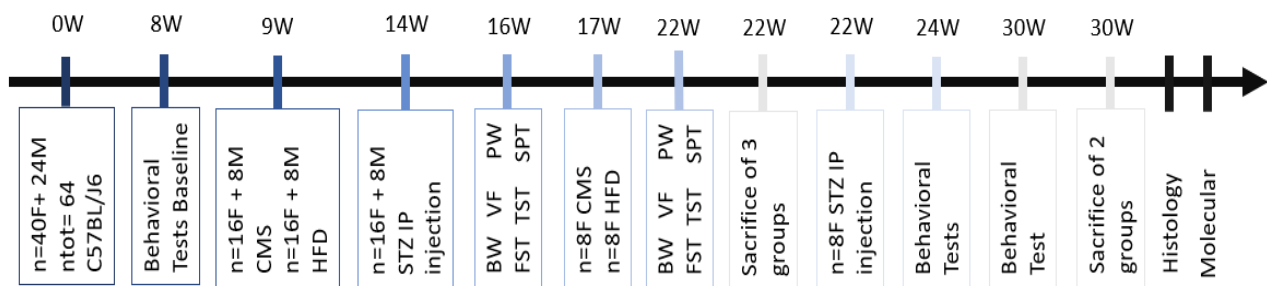 0W
8W
9W
14W
16W
17W
22W
22W
22W
24W
30W
30W
n=40F+ 24M
ntot= 64
C57BL/J6
Behavioral
Tests Baseline
n=16F + 8M
CMS
n=16F + 8M
HFD
n=16F + 8M
STZ IP
injection
BW VF PW
FST TST SPT
n=8F CMS
n=8F HFD
BW VF PW
FST TST SPT
Sacrifice of 3
groups
n=8F STZ IP
injection
Behavioral
Tests
Behavioral
Test
Sacrifice of 2
groups
Histology
Molecular